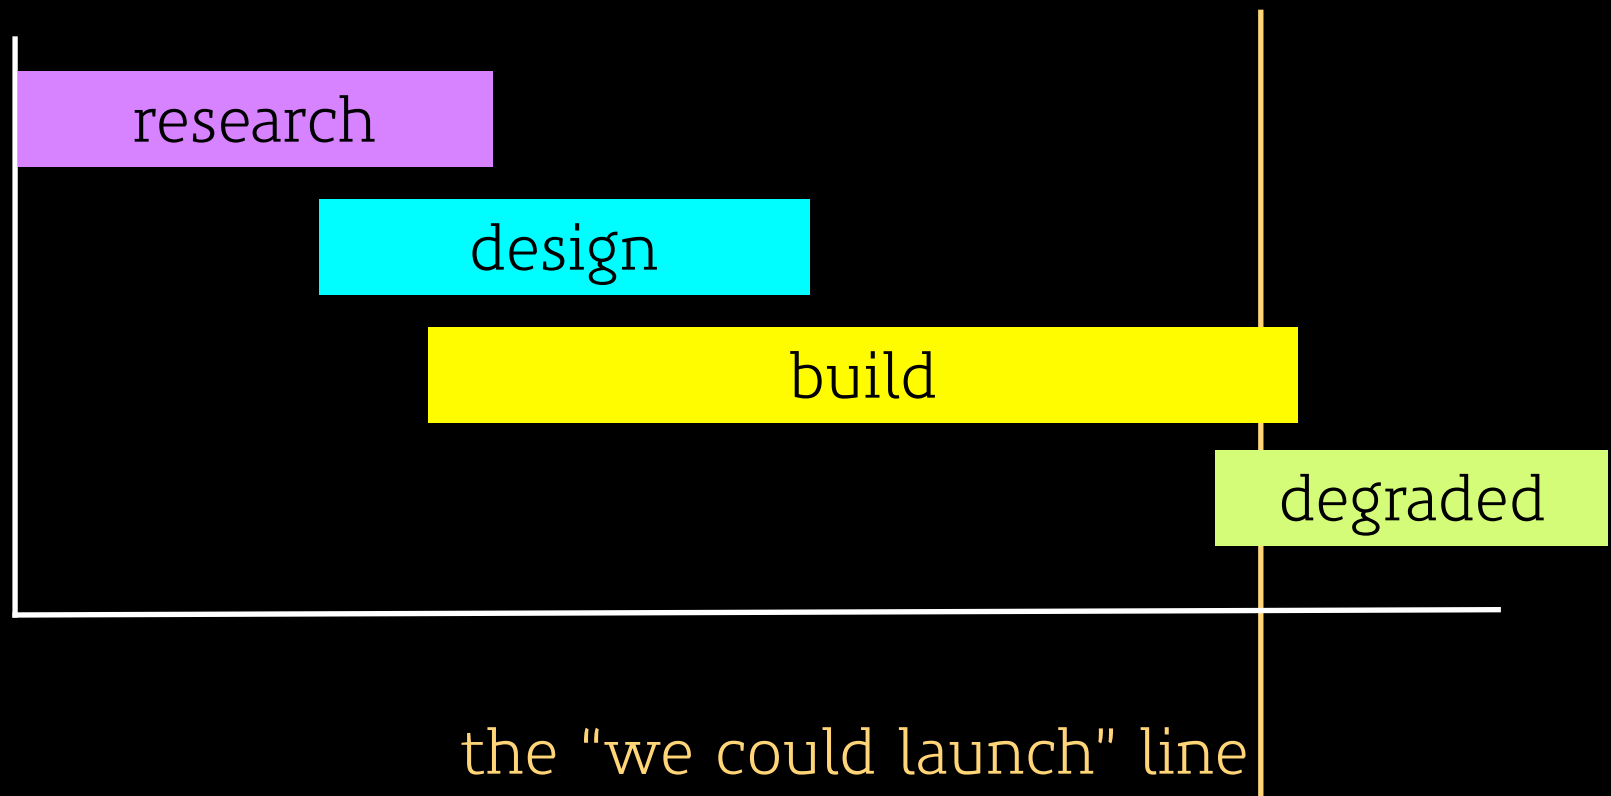 research
design
build
degraded
the “we could launch” line